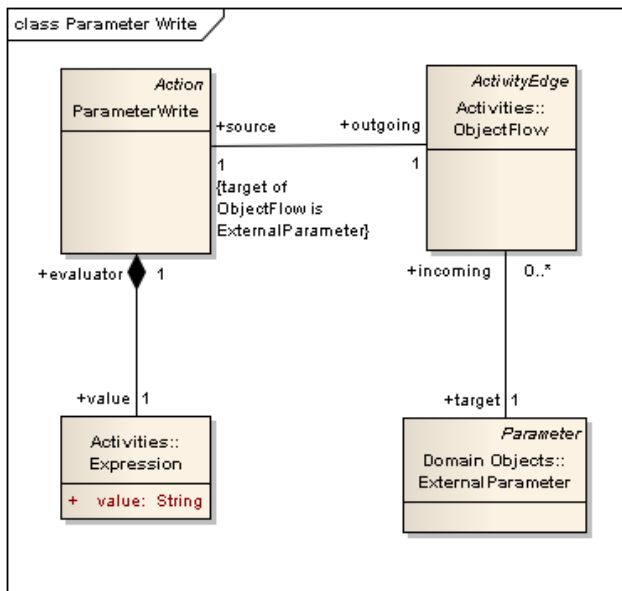 class Parameter Write
Action
ParameterWrite
+source
+outgoing
1
1
{target of
ObjectFlow is
ExternalParameter}
ActivityEdge
Activities::
ObjectFlow
+evaluator
1
+incoming
0..*
+value
1
+target
1
Activities::
Expression
+ value: String
Parameter
Domain Objects::
ExternalParameter